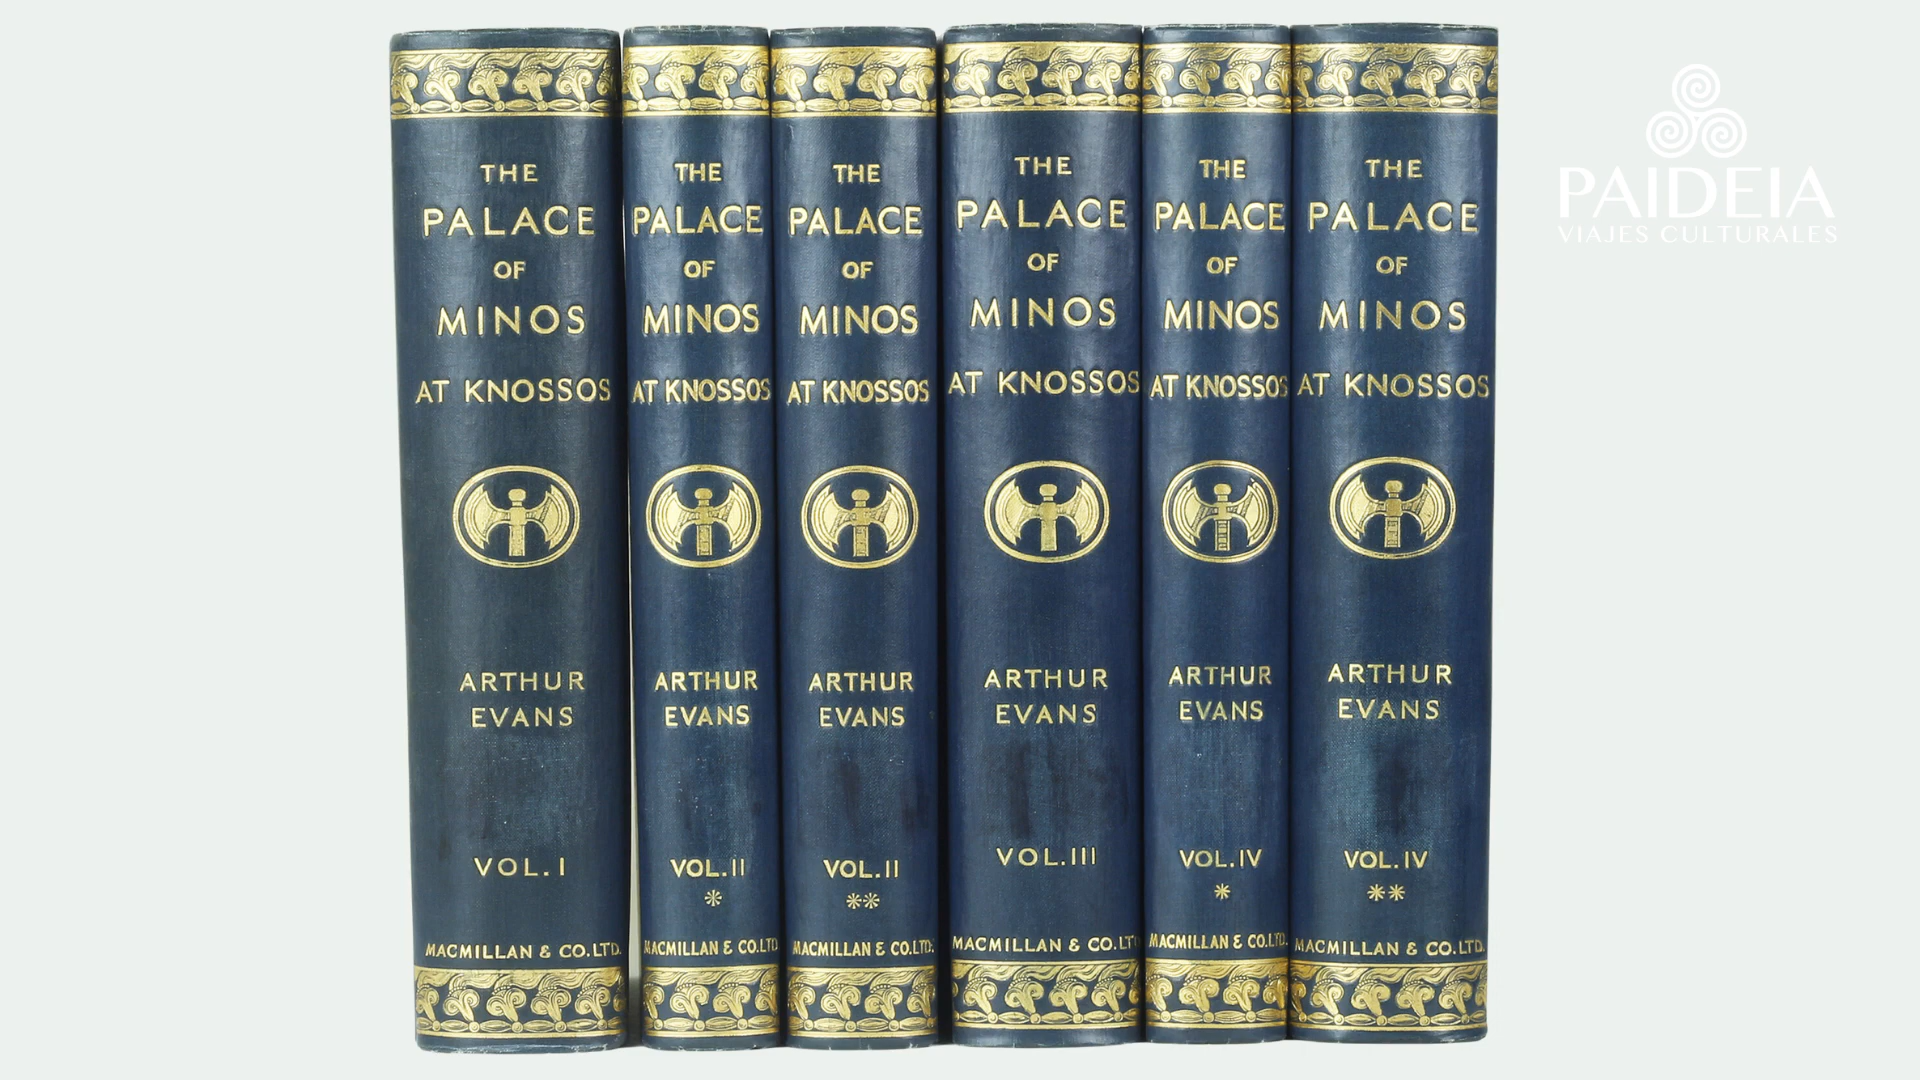 THE
PALACE
OF
MINOS
AT KNOSSOS
ARTHUR
EVANS
VOL. I
MACMILLAN & CO. LTD.
THE
PALACE
OF
MINOS
AT KNOSSOS
ARTHUR
EVANS
VOL. II
*
MACMILLAN & CO. LTD.
THE
PALACE
OF
MINOS
AT KNOSSOS
ARTHUR
EVANS
VOL. II
**
MACMILLAN & CO. LTD.
THE
PALACE
OF
MINOS
AT KNOSSOS
ARTHUR
EVANS
VOL. III
MACMILLAN & CO. LT
THE
PALACE
OF
MINOS
AT KNOSSOS
ARTHUR
EVANS
VOL. IV
*
MACMILLAN & CO. LTD.
THE
PALACE
OF
MINOS
AT KNOSSOS
ARTHUR
EVANS
VOL. IV
**
MACMILLAN & CO. LTD.
PAIDEIA
VIAJES CULTURALES